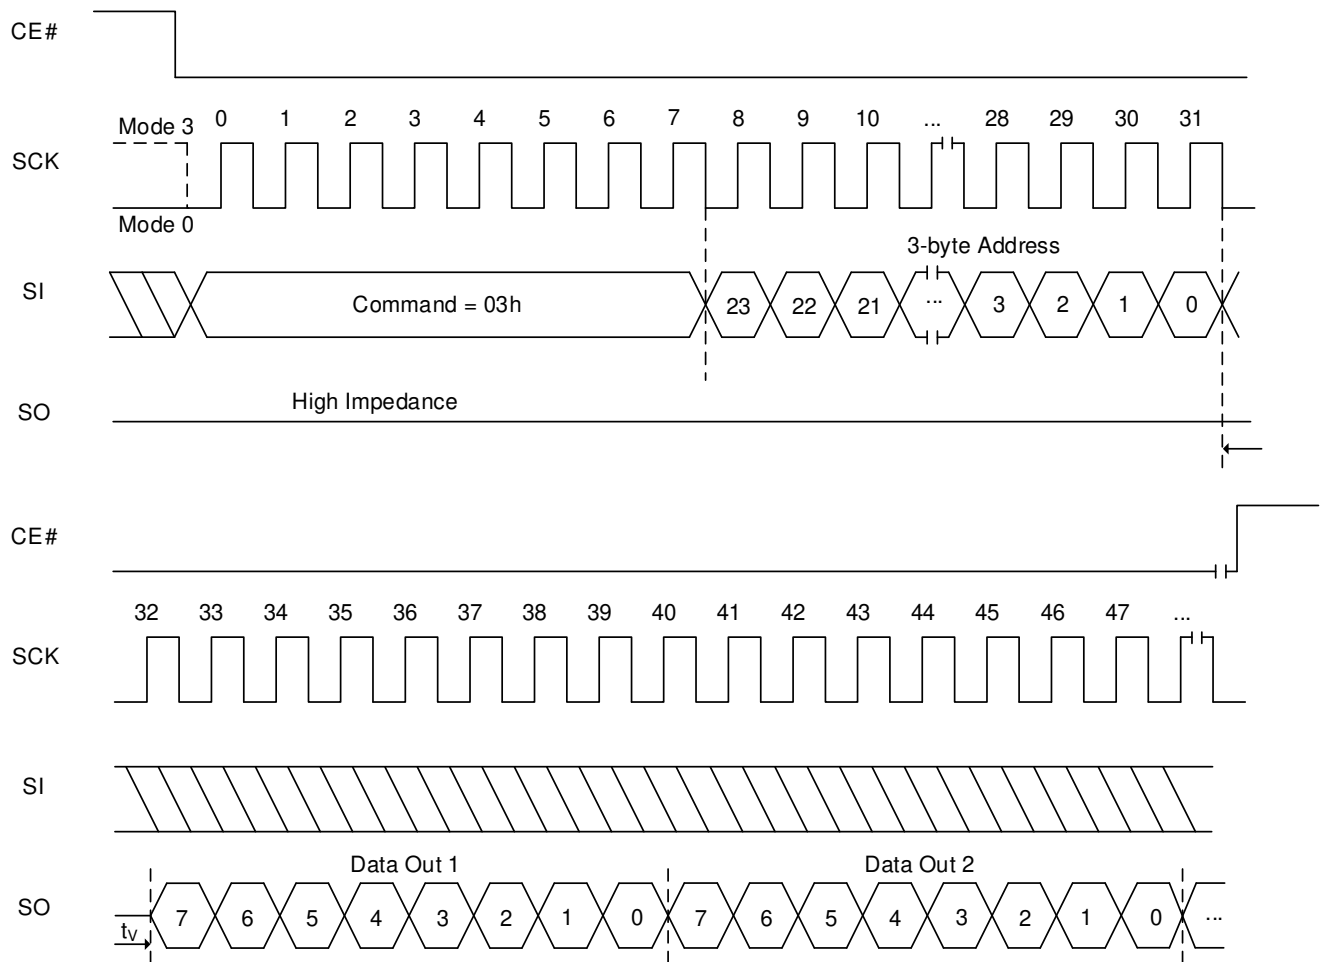 CE#
Mode 3 0 1 2 3 4 5 6 7 8 9 10 ... 28 29 30 31
SCK
Mode 0
3-byte Address
SI Command = 03h 23 22 21 ... 3 2 1 0
High Impedance
SO
CE#
32 33 34 35 36 37 38 39 40 41 42 43 44 45 46 47 ...
SCK
SI
Data Out 1 Data Out 2
SO 7 6 5 4 3 2 1 0 7 6 5 4 3 2 1 0 ...
tV